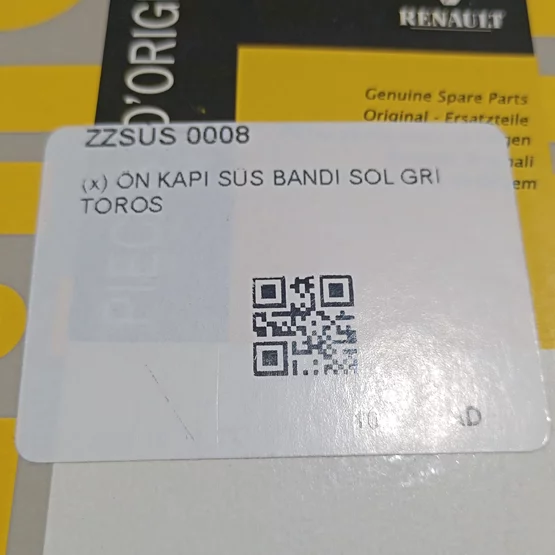 RENAULT
D'ORIG
Genuine Spare Parts
Original - Ersatzteile
ZZSUS 0008
(x) ÖN KAPI SÜS BANDI SOL GRI
TOROS